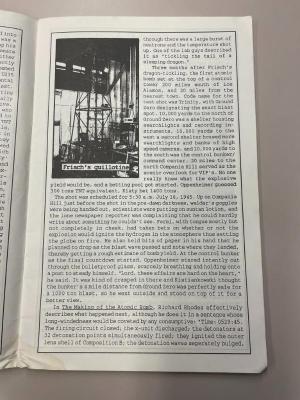 through there was a large burst of
neutrons and the temperature shot
up. One of the lab guys described
it as "tickling the tail of a
sleeping dragon."
Three months after Frisch's
dragon-tickling, the first atomic
bomb sat at the top of a control
tower 200 miles south of Los
Alamos, and 20 miles from the
nearest town. Code name for the
test shot was Trinity, with Ground
Zero designating the exact blast
spot. 10,000 yards to the north of
Ground Zero was a shelter housing
searchlights and recording in-
struments, 10,000 yards to the
west a second shelter housed more
searchlights and banks of high
speed cameras, and 10,000 yards to
the south was the control bunker/
command center. 20 miles to the
north Compania Hill served as the
scenic overlook for VIP's. No one
really knew what the explosive
Frisch's guillotine
yield would be, and a betting pool got started. Oppenheimer guessed
300 tons TNT equivalent. Kisty bet 1400 tons.
The shot was scheduled for 5:30 a.m. July 16, 1945. Up on Compania
Hill just before the shot in the pre-dawn darkness, welder's goggles
were being handed out, scientists were putting on suntan lotion, and
the lone newspaper reporter was complaining that he could hardly
write about something he couldn't see. Fermi, with tongue mostly, but
not completely in cheek, had taken bets on whether or not the
explosion would ignite the hydrogen in the atmosphere thus setting
the globe on fire. He also held bits of paper in his hand that he
planned to drop as the blast wave passed and note where they landed,
thereby getting a rough estimate of bomb yield. At the control bunker
as the final countdown started, Oppenheimer stared intently out
through the bulletproof glass, scarcely breathing and holding onto
a post to steady himself. "Lord, these affairs are hard on the heart,"
he said. It was kinda cramped in there and Kistiakowsky thought
the bunker's 6 mile distance from Ground Zero was perfectly safe for
a 1000 ton blast, so he went outside and stood on top of it for a
better view.
In The Making of the Atomic Bomb, Richard Rhodes effectively
describes what happened next, although he does it in a sentence whose
long-windedness would be coveted by any consumptive: "Time: 0529:45.
The firing circuit closed; the x-unit discharged; the detonators at
32 detonation points simultaneously fired; they ignited the outer
lens shell of Composition B; the detonation waves separately bulged,